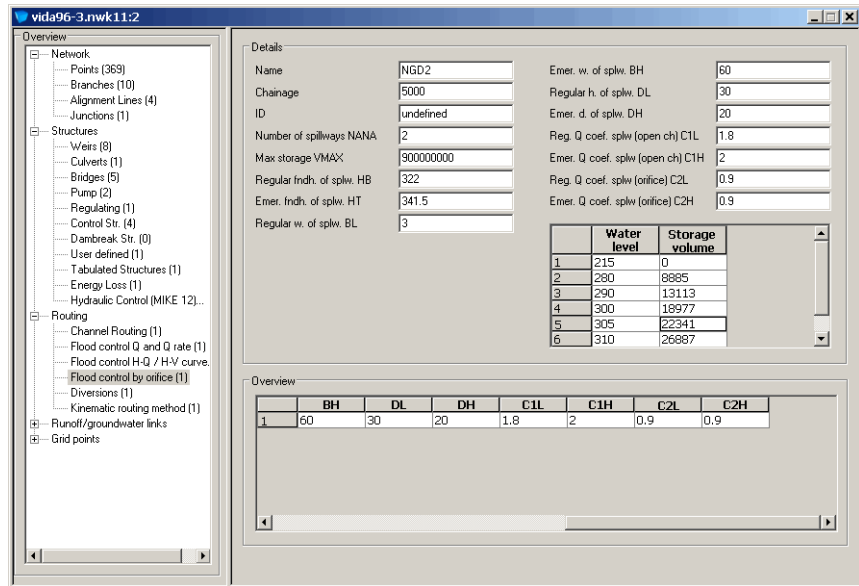 vida96-3.nwk11:2
Overview
Network
Points (369)
Branches (10)
Alignment Lines (4)
Junctions (1)
Structures
Weirs (8)
Culverts (1)
Bridges (5)
Pump (2)
Regulating (1)
Control Str. (4)
Dambreak Str. (0)
User defined (1)
Tabulated Structures (1)
Energy Loss (1)
Hydraulic Control (MIKE 12)...
Routing
Channel Routing (1)
Flood control Q and Q rate (1)
Flood control H-Q / H-V curve.
Flood control by orifice (1)
Diversions (1)
Kinematic routing method (1)
Runoff/groundwater links
Grid points
Details
Name NGD2
Chainage 5000
ID undefined
Number of spillways NANA 2
Max storage VMAX 900000000
Regular fndh. of splw. HB 322
Emer. fndh. of splw. HT 341.5
Regular w. of splw. BL 3
Emer. w. of splw. BH 60
Regular h. of splw. DL 30
Emer. d. of splw. DH 20
Reg. Q coef. splw (open ch) C1L 1.8
Emer. Q coef. splw (open ch) C1H 2
Reg. Q coef. splw (orifice) C2L 0.9
Emer. Q coef. splw (orifice) C2H 0.9
Water level Storage volume
1 215 0
2 280 8885
3 290 13113
4 300 18977
5 305 22341
6 310 26887
Overview
BH DL DH C1L C1H C2L C2H
1 60 30 20 1.8 2 0.9 0.9